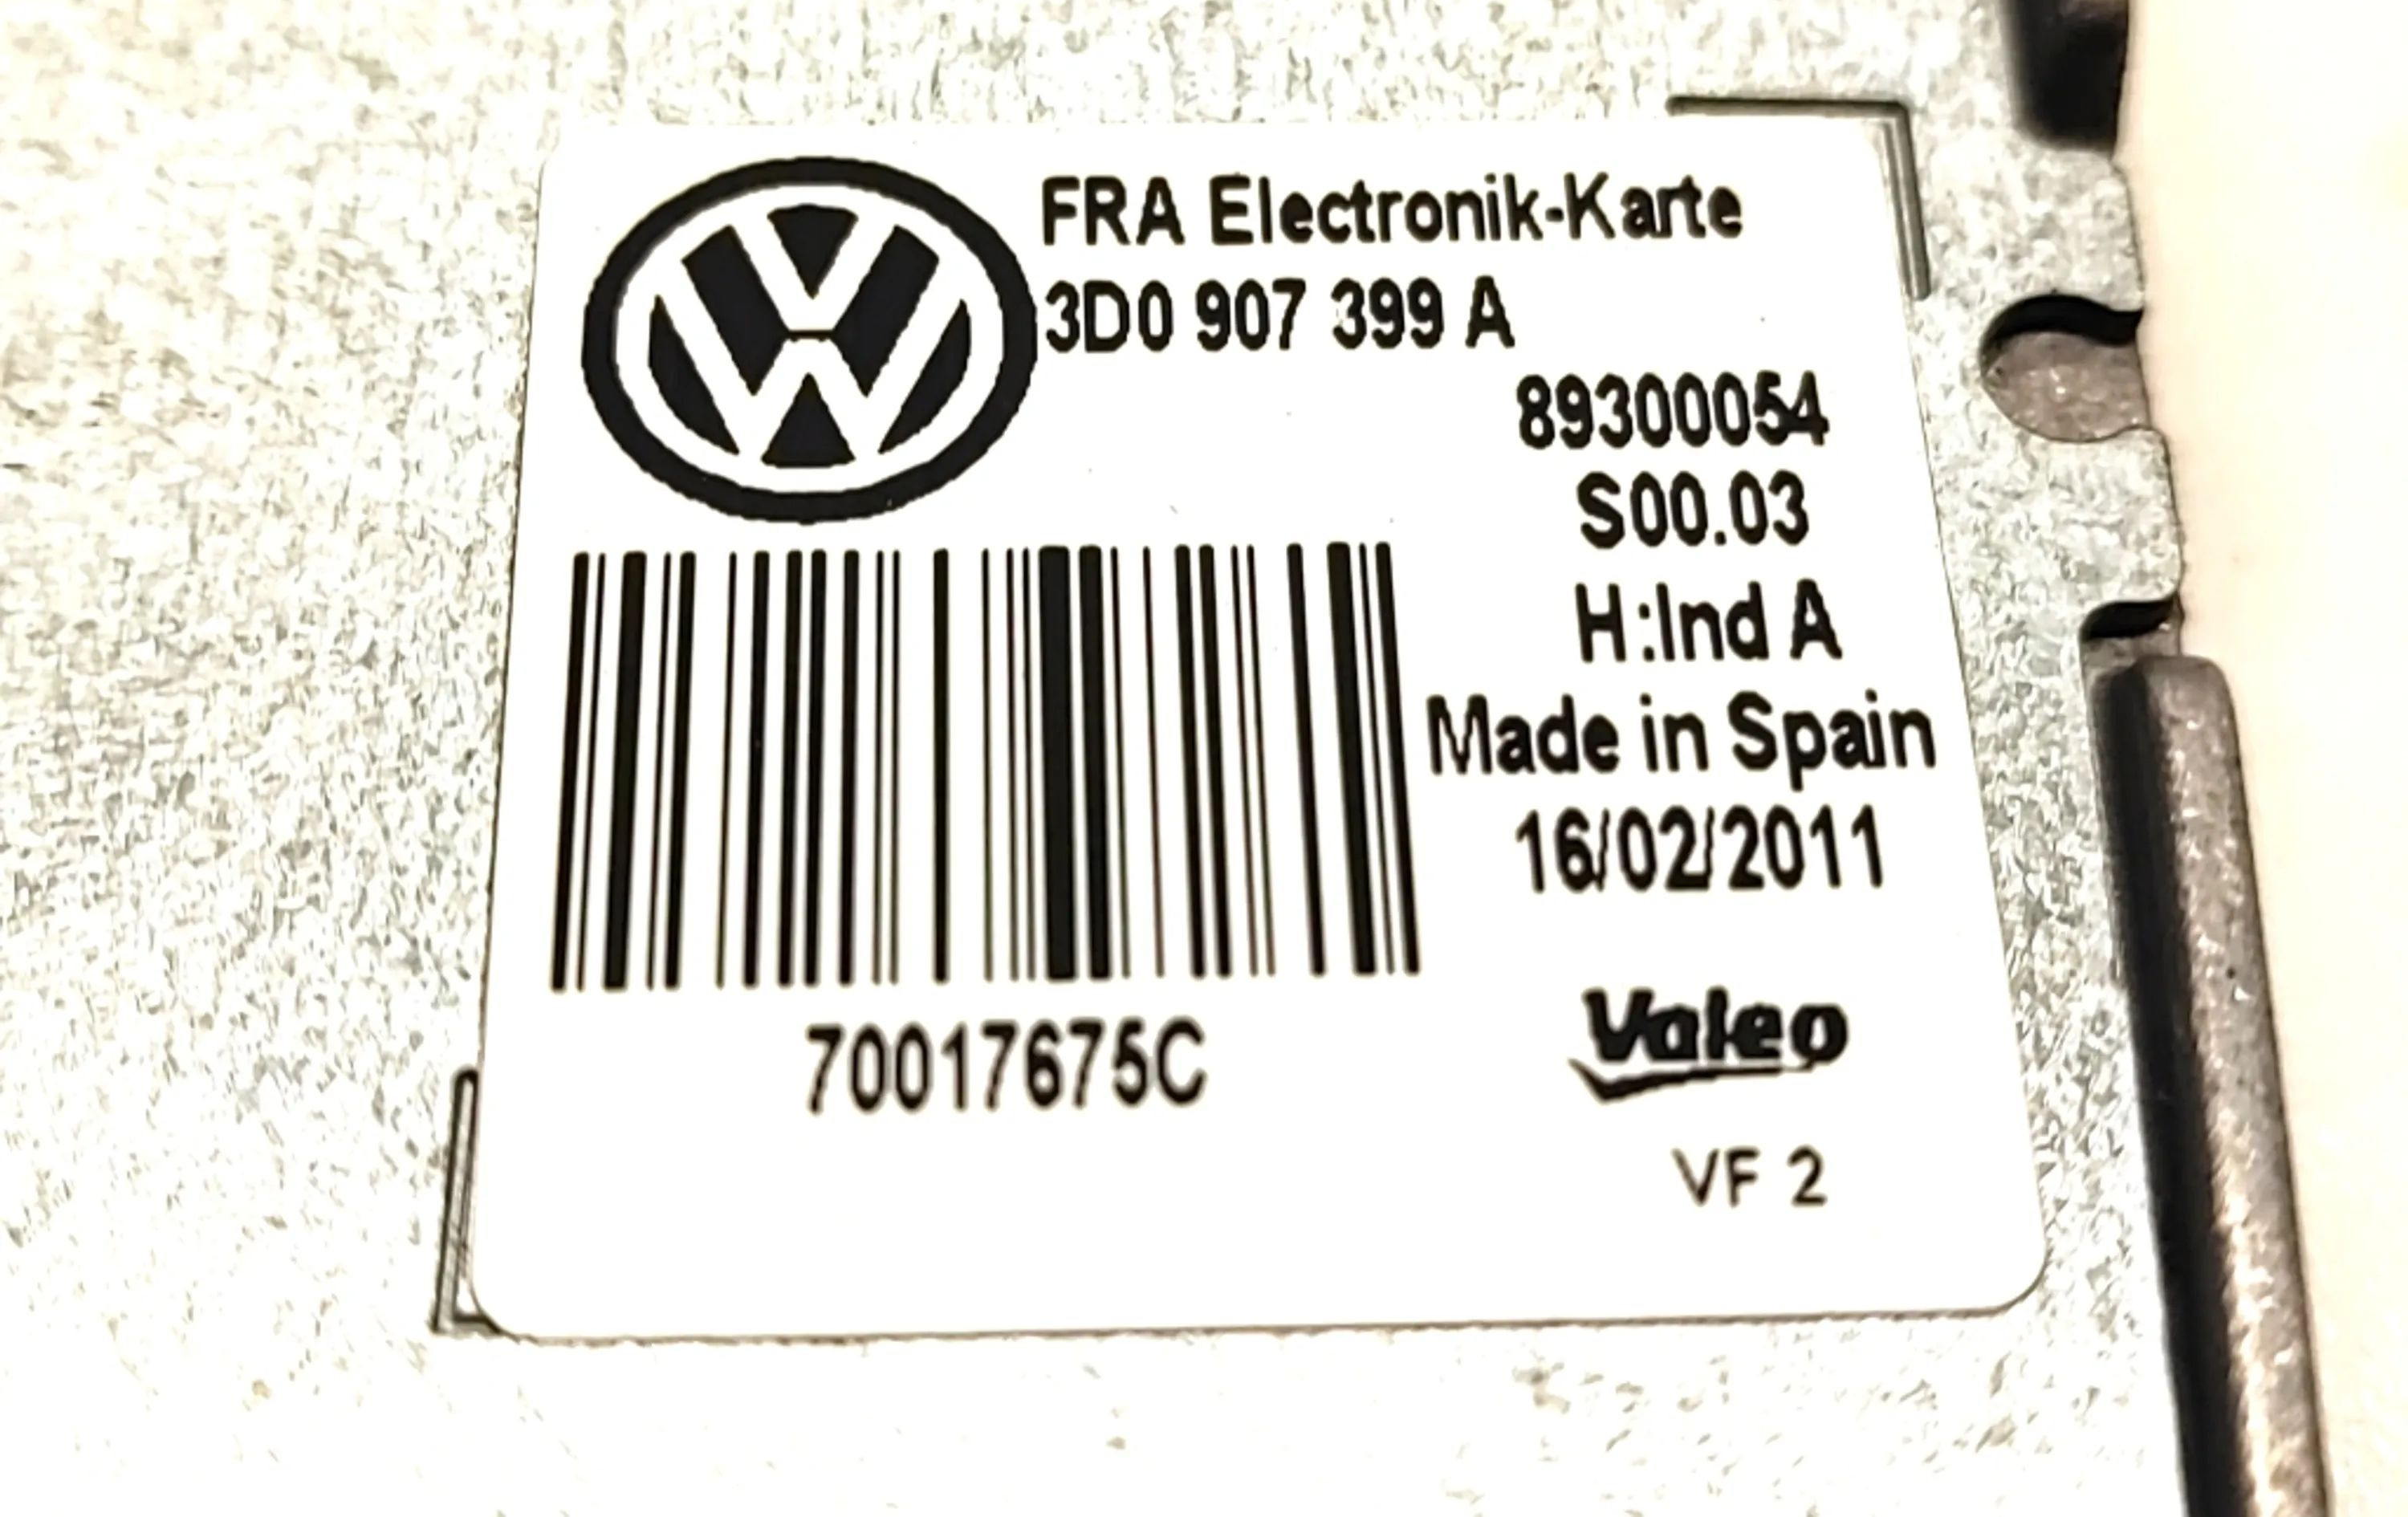 FRA Electronik-Karte
3D0 907 399 A
89300054
S00.03
H:Ind A
Made in Spain
16/02/2011
70017675C
Valeo
VF 2